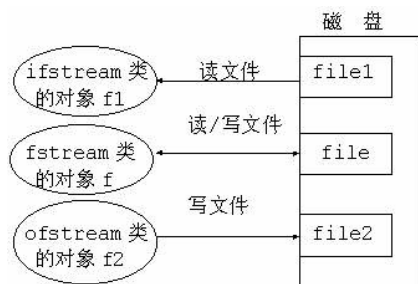 磁 盘
ifstream 类
的对象 f1
读文件
file1
读/写文件
fstream 类
的对象 f
file
写文件
ofstream 类
的对象 f2
file2